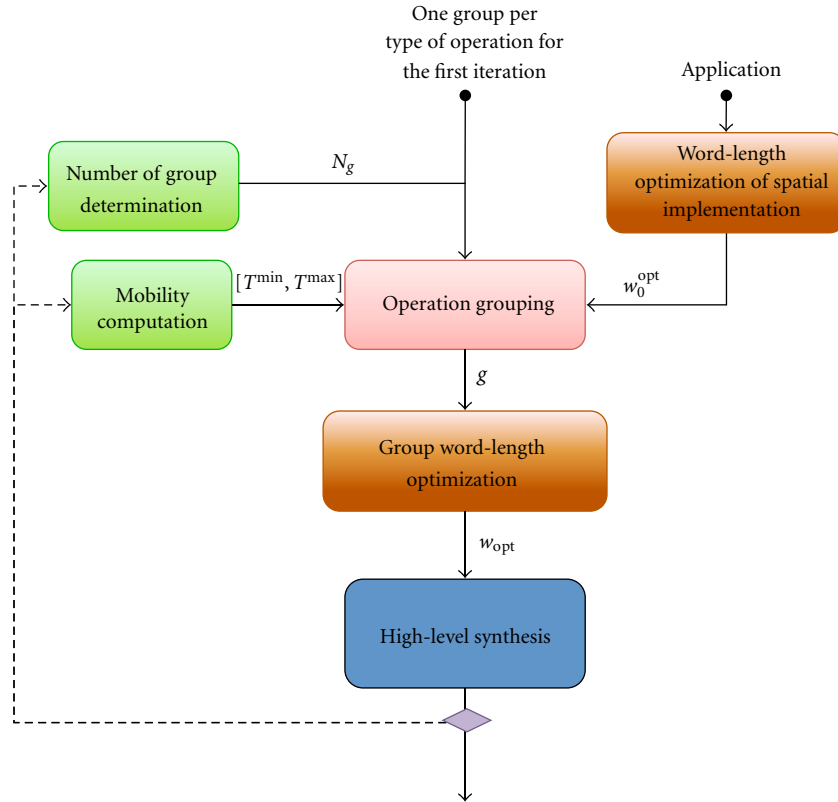 One group per
type of operation for
the first iteration
Application
Number of group
determination
N_g
Word-length
optimization of spatial
implementation
Mobility
computation
[T^min, T^max]
Operation grouping
w_0^opt
g
Group word-length
optimization
w_opt
High-level synthesis